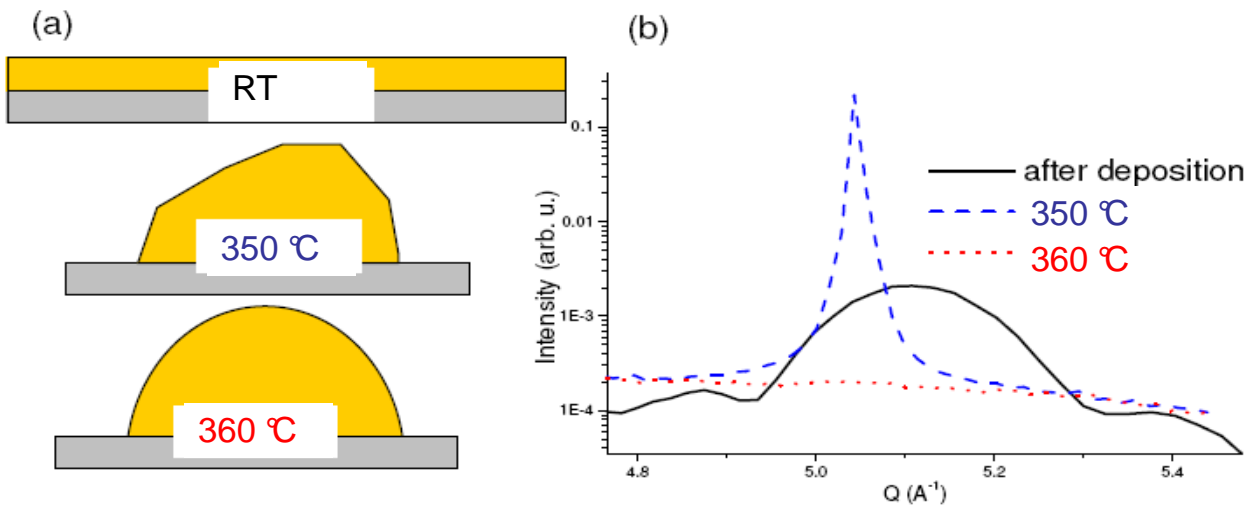 (a)
RT
350 ℃
360 ℃
(b)
Intensity (arb. u.)
0.1
0.01
1E-3
1E-4
after deposition
350 ℃
360 ℃
4.8
5.0
5.2
5.4
Q (A⁻¹)